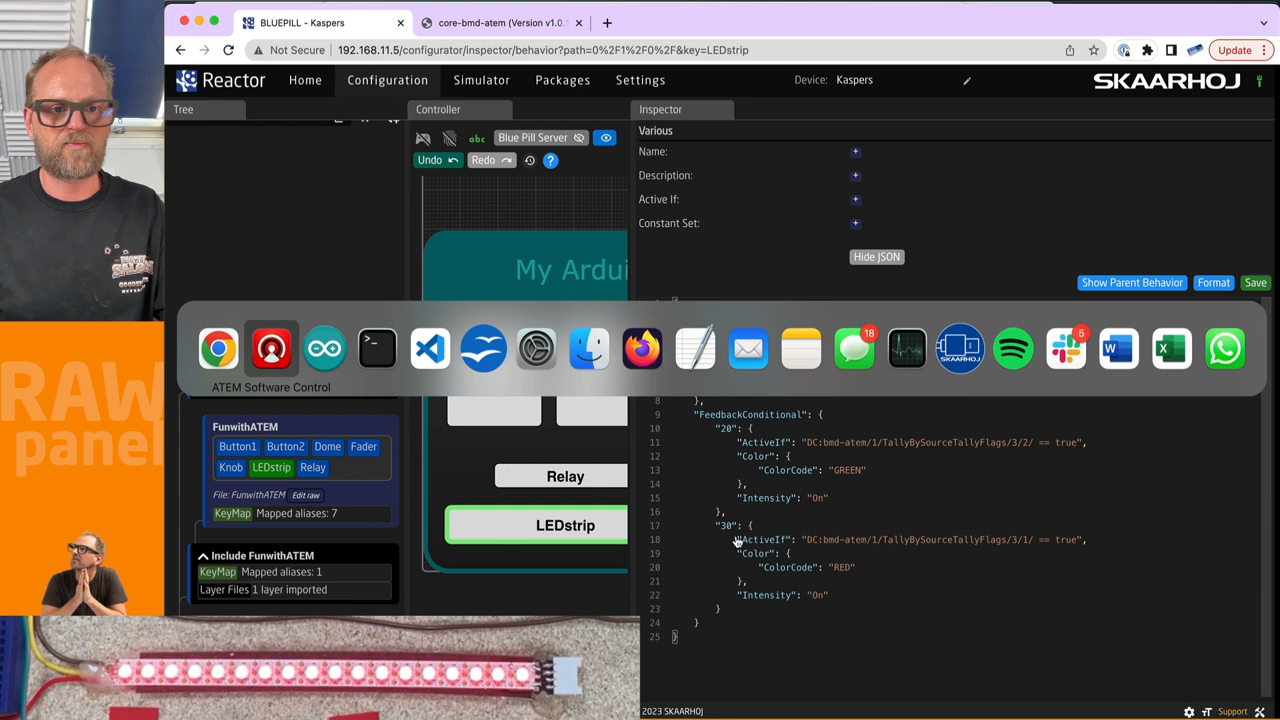 BLUEPILL - Kaspers
core-bmd-atem (Version v1.0.1
Not Secure
192.168.11.5/configurator/inspector/behavior?path=0%2F1%2F0%2F&key=LEDstrip
Update
Reactor
Home
Configuration
Simulator
Packages
Settings
Device:
Kaspers
SKAARHOJ
Tree
Controller
Inspector
abc
Blue Pill Server
Undo
Redo
?
Various
Name:
Description:
Active If:
Constant Set:
Hide JSON
Show Parent Behavior
Format
Save
My Ardui
18
5
SKAARHOJ
ATEM Software Control
FunwithATEM
Button1
Button2
Dome
Fader
Knob
LEDstrip
Relay
File: FunwithATEM
Edit raw
KeyMap
Mapped aliases: 7
Include FunwithATEM
KeyMap
Mapped aliases: 1
Layer Files
1 layer imported
Relay
LEDstrip
8 },
9 "FeedbackConditional": {
10 "20": {
11 "ActiveIf": "DC:bmd-atem/1/TallyBySourceTallyFlags/3/2/ == true",
12 "Color": {
13 "ColorCode": "GREEN"
14 },
15 "Intensity": "On"
16 },
17 "30": {
18 "ActiveIf": "DC:bmd-atem/1/TallyBySourceTallyFlags/3/1/ == true",
19 "Color": {
20 "ColorCode": "RED"
21 },
22 "Intensity": "On"
23 }
24 }
25 }
RAW
panel
2023 SKAARHOJ
Support